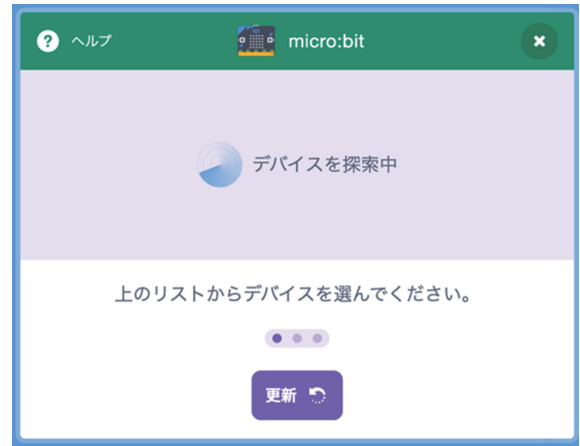 ヘルプ
micro:bit
デバイスを探索中
上のリストからデバイスを選んでください。
更新